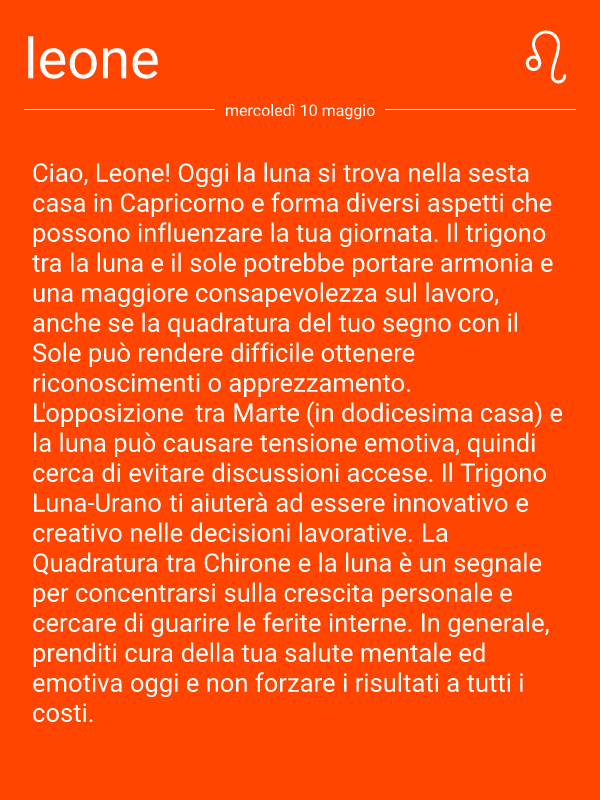 leone
mercoledì 10 maggio
Ciao, Leone! Oggi la luna si trova nella sesta
casa in Capricorno e forma diversi aspetti che
possono influenzare la tua giornata. Il trigono
tra la luna e il sole potrebbe portare armonia e
una maggiore consapevolezza sul lavoro,
anche se la quadratura del tuo segno con il
Sole può rendere difficile ottenere
riconoscimenti o apprezzamento.
L'opposizione  tra Marte (in dodicesima casa) e
la luna può causare tensione emotiva, quindi
cerca di evitare discussioni accese. Il Trigono
Luna-Urano ti aiuterà ad essere innovativo e
creativo nelle decisioni lavorative. La
Quadratura tra Chirone e la luna è un segnale
per concentrarsi sulla crescita personale e
cercare di guarire le ferite interne. In generale,
prenditi cura della tua salute mentale ed
emotiva oggi e non forzare i risultati a tutti i
costi.